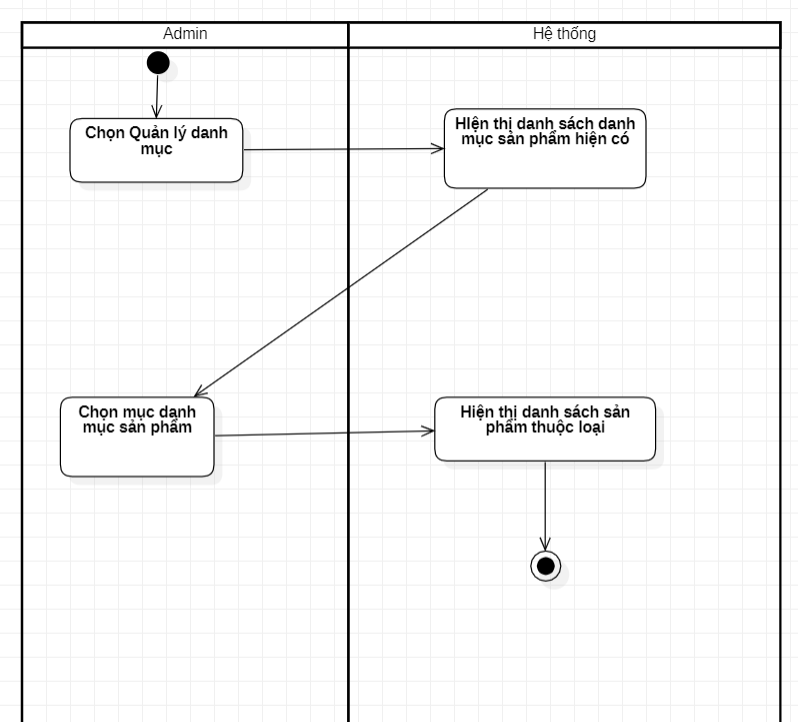 Admin
Hệ thống
Chọn Quản lý danh
mục
HIện thị danh sách danh
mục sản phẩm hiện có
Chọn mục danh
mục sản phẩm
Hiện thị danh sách sản
phẩm thuộc loại